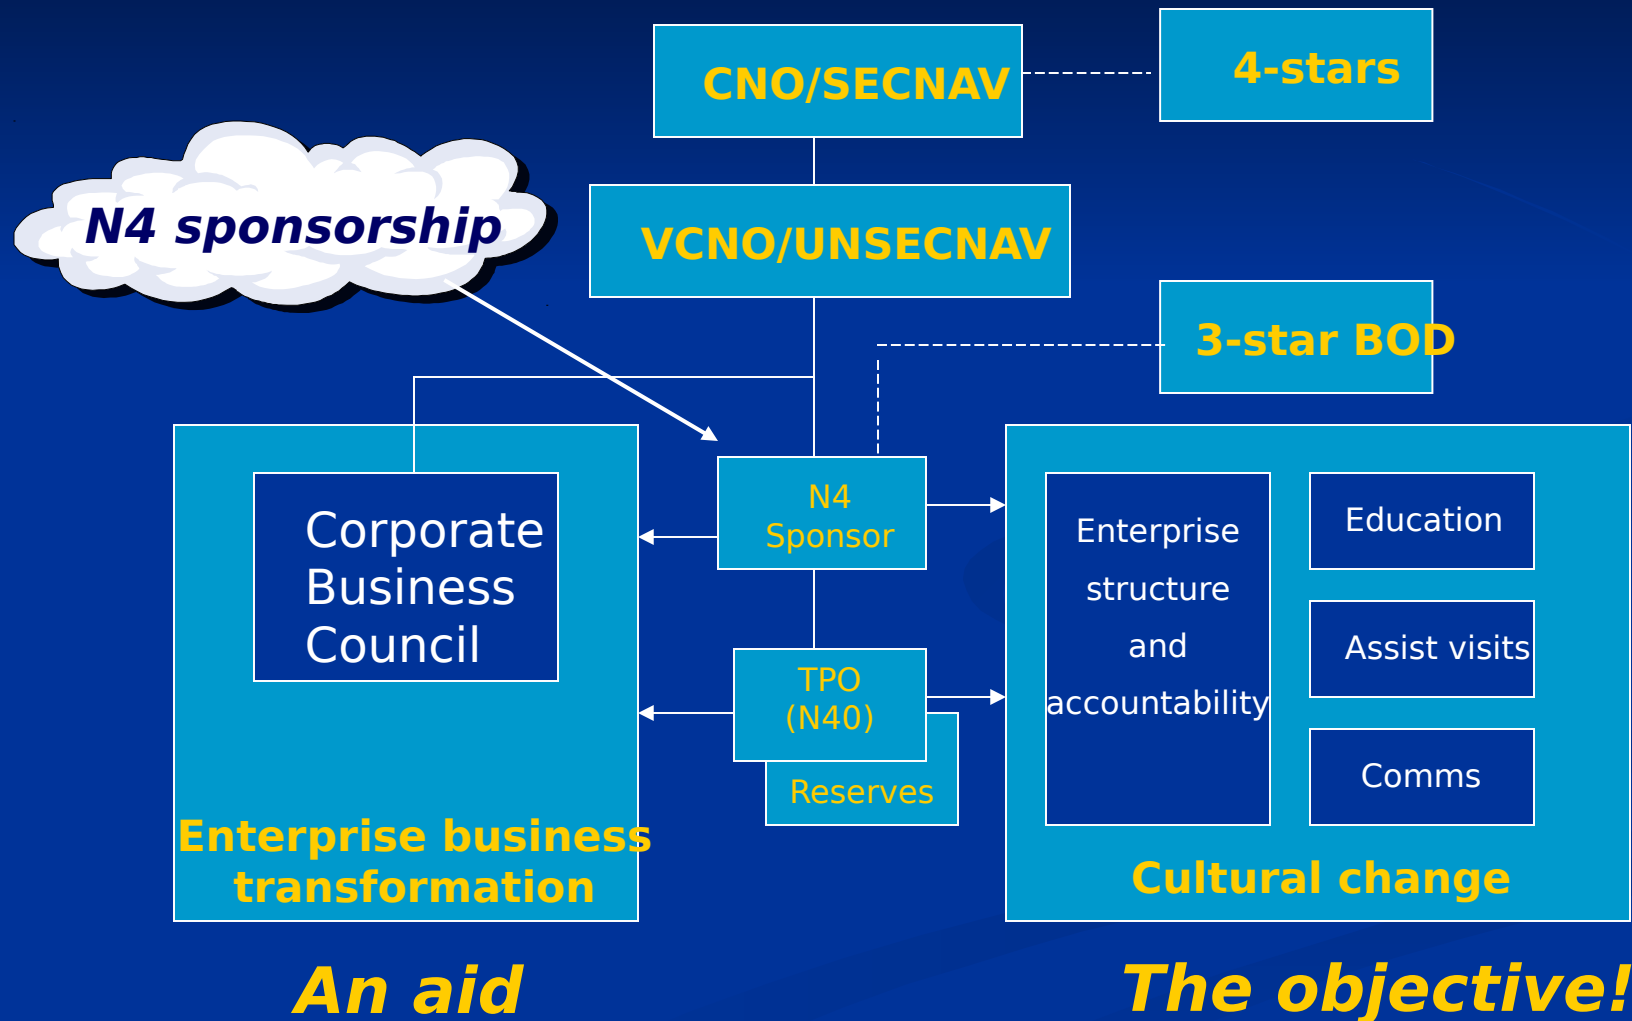 CNO/SECNAV
4-stars
N4 sponsorship
VCNO/UNSECNAV
3-star BOD
N4
Sponsor
Corporate
Business
Council
Enterprise
structure
and
accountability
Education
Assist visits
Comms
TPO
(N40)
Reserves
Enterprise business
transformation
Cultural change
An aid
The objective!